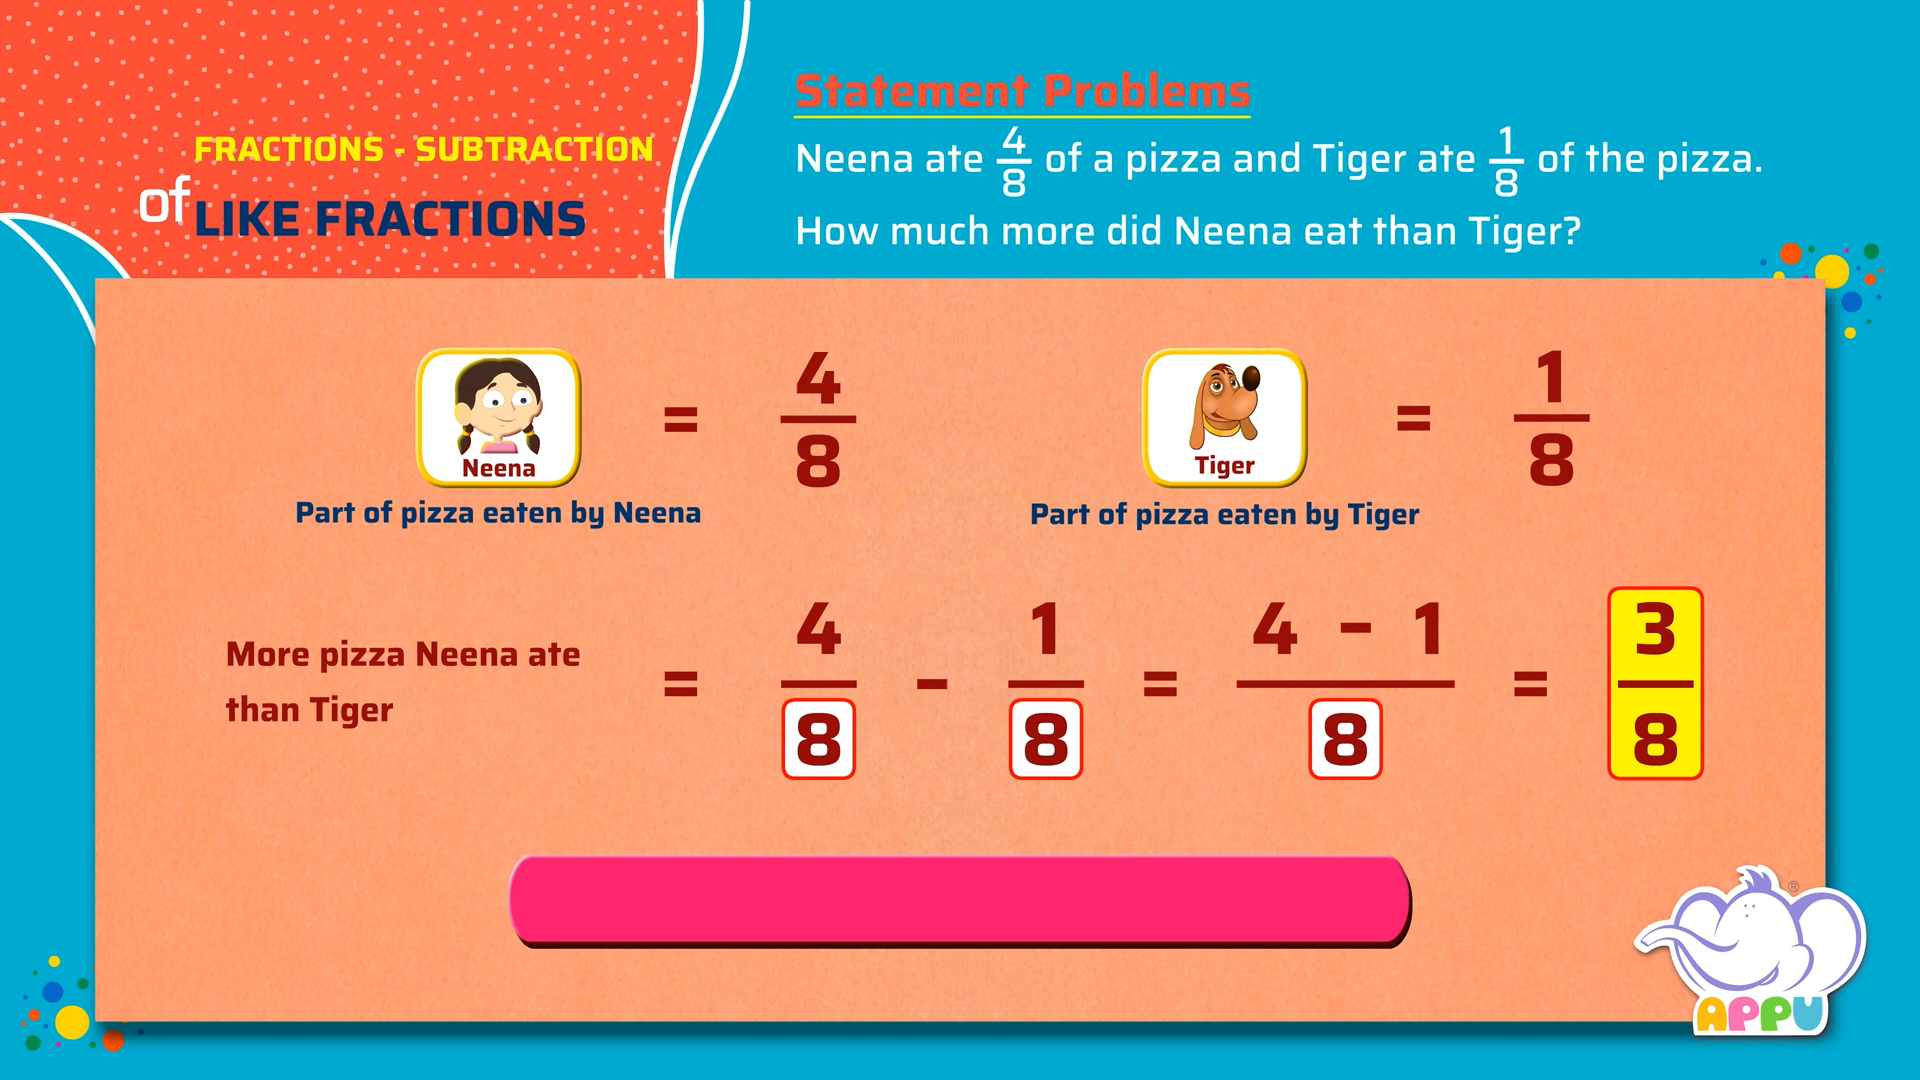 FRACTIONS - SUBTRACTION
of LIKE FRACTIONS
Statement Problems
Neena ate 4/8 of a pizza and Tiger ate 1/8 of the pizza.
How much more did Neena eat than Tiger?
Neena = 4/8
Part of pizza eaten by Neena
Tiger = 1/8
Part of pizza eaten by Tiger
More pizza Neena ate
than Tiger
= 4/8 - 1/8 = 4 - 1/8 = 3/8
®
APPU